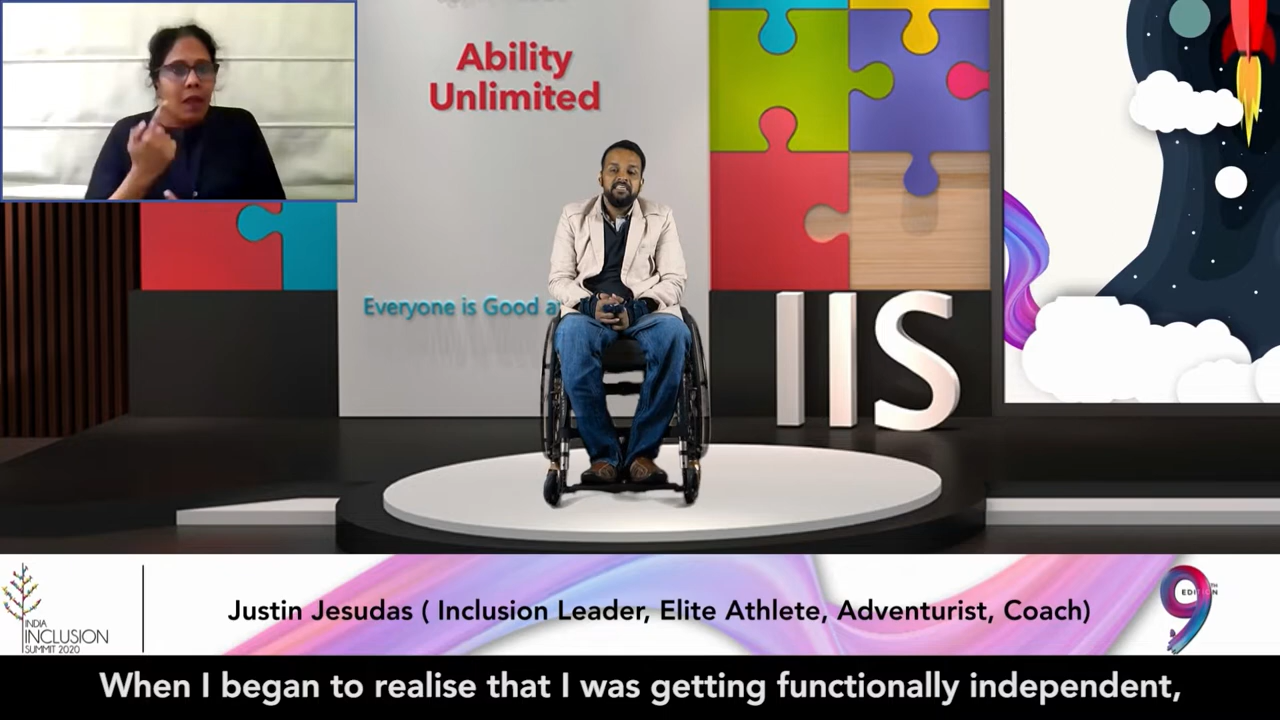 Ability
Unlimited
Everyone is Good a
IIS
INDIA
INCLUSION
SUMMIT 2020
Justin Jesudas ( Inclusion Leader, Elite Athlete, Adventurist, Coach)
9TH
EDITION
When I began to realise that I was getting functionally independent,